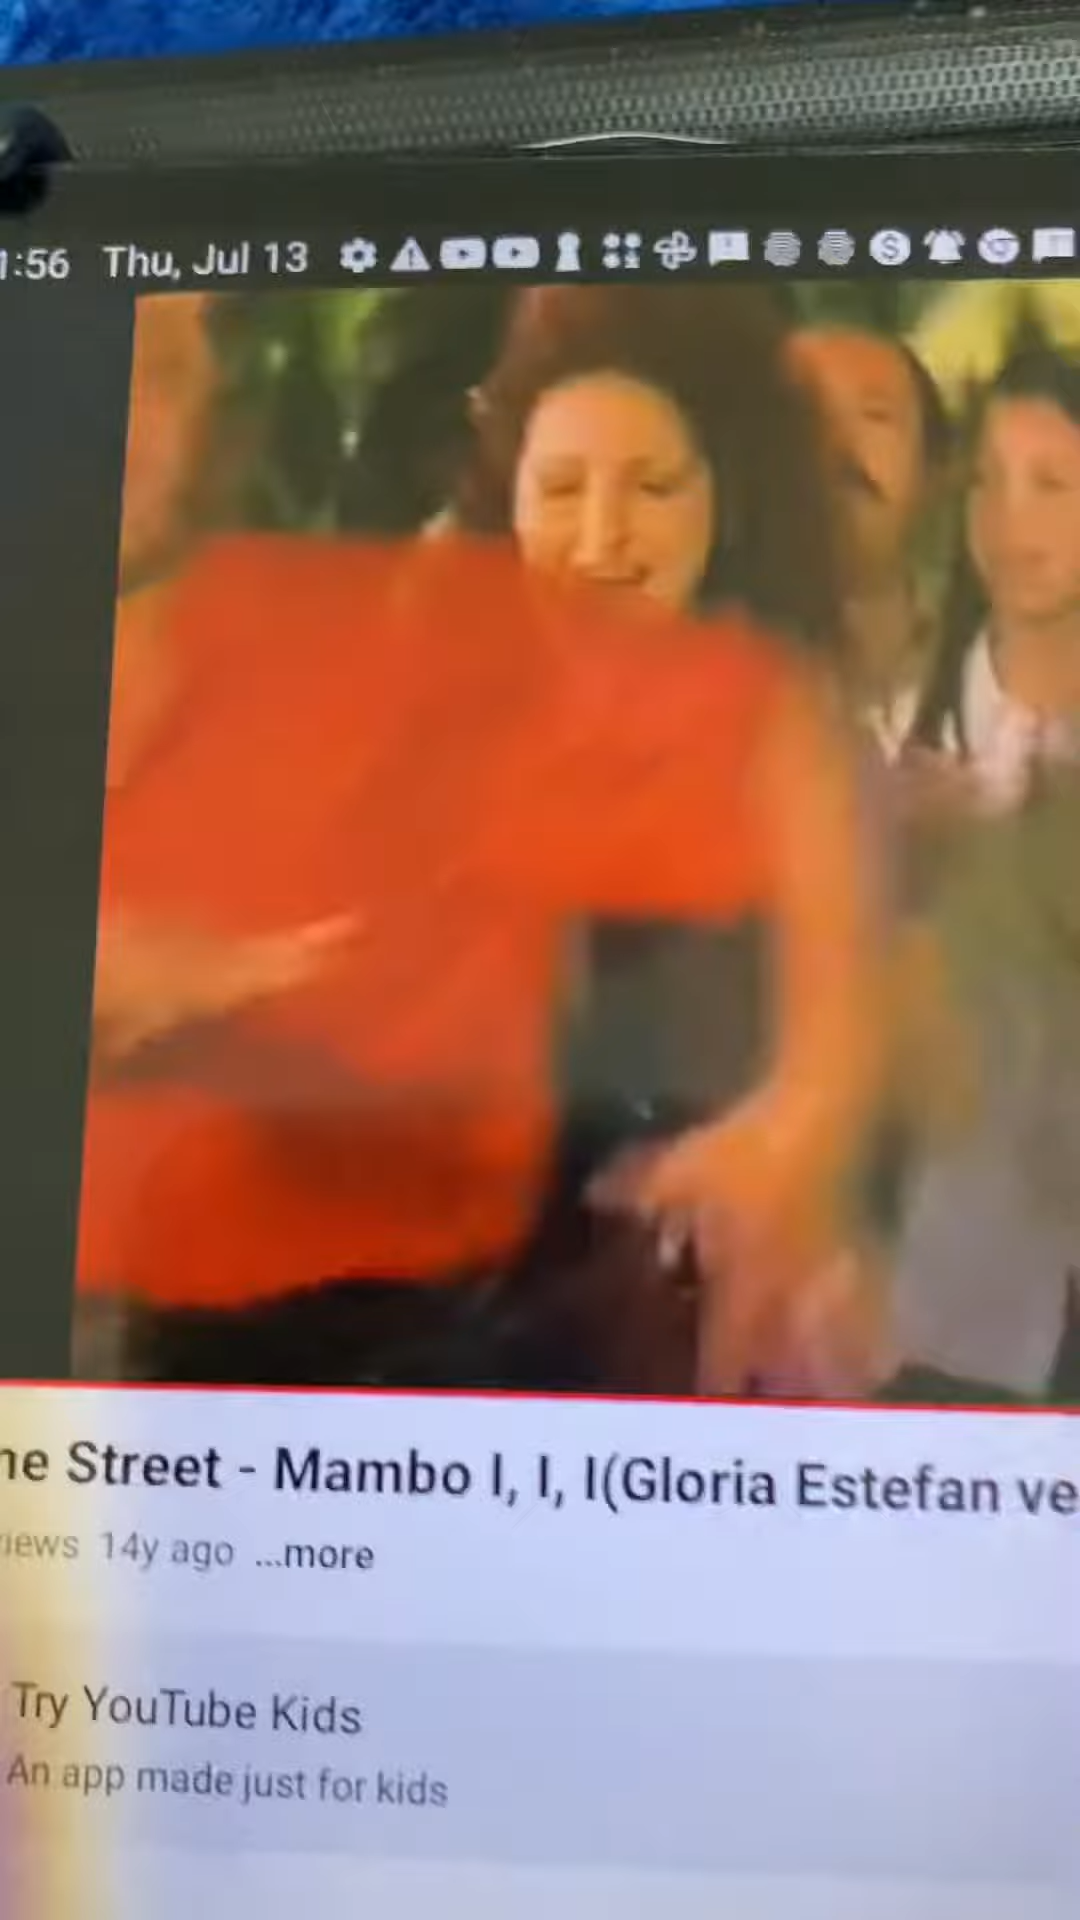 1:56 Thu, Jul 13
ne Street - Mambo I, I, I(Gloria Estefan ve
iews 14y ago ...more
Try YouTube Kids
An app made just for kids